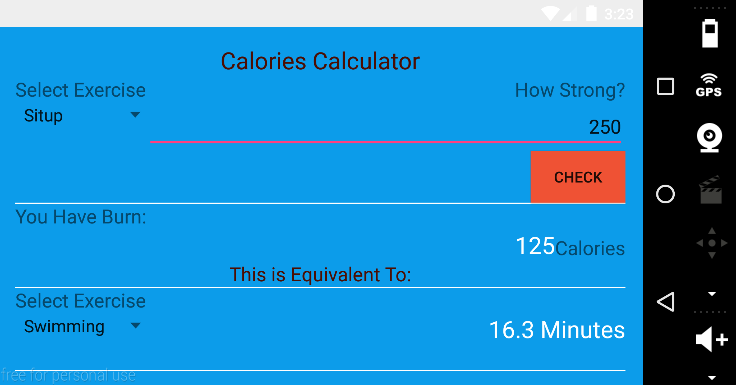 3:23
Calories Calculator
Select Exercise How Strong?
Situp
250
CHECK
You Have Burn:
125Calories
This is Equivalent To:
Select Exercise
Swimming 16.3 Minutes
free for personal use
GPS